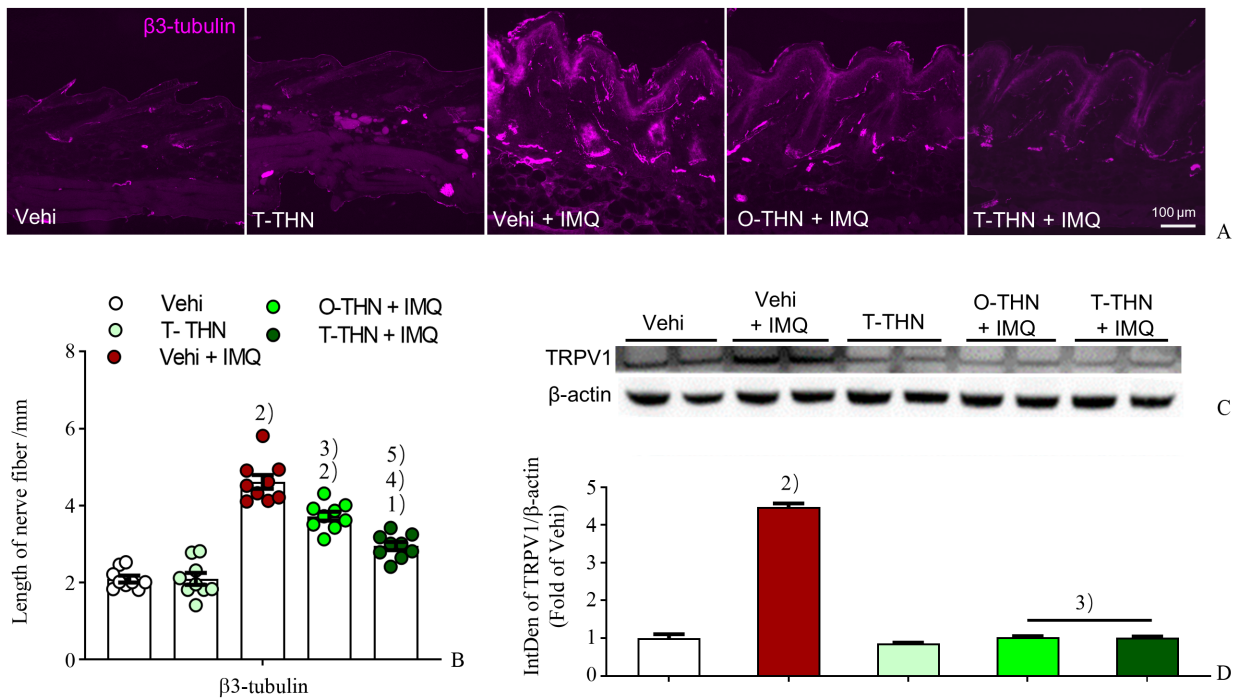 β3-tubulin
Vehi
T-THN
Vehi + IMQ
O-THN + IMQ
T-THN + IMQ
100 μm
A
Vehi
T- THN
Vehi + IMQ
O-THN + IMQ
T-THN + IMQ
Length of nerve fiber /mm
8
6
4
2
0
2)
3)
2)
5)
4)
1)
β3-tubulin
B
Vehi
Vehi
+ IMQ
T-THN
O-THN
+ IMQ
T-THN
+ IMQ
TRPV1
β-actin
C
IntDen of TRPV1/β-actin
(Fold of Vehi)
5
4
3
2
1
0
2)
3)
D